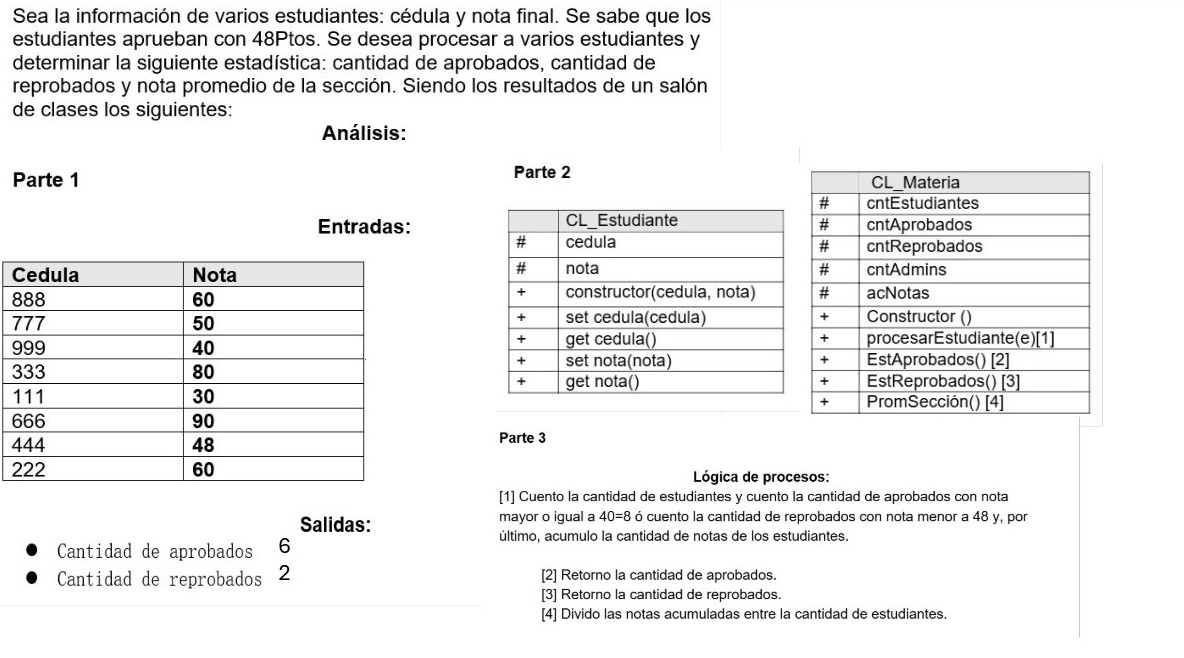 Sea la información de varios estudiantes: cédula y nota final. Se sabe que los
estudiantes aprueban con 48Ptos. Se desea procesar a varios estudiantes y
determinar la siguiente estadística: cantidad de aprobados, cantidad de
reprobados y nota promedio de la sección. Siendo los resultados de un salón
de clases los siguientes:
Análisis:
Parte 1
Entradas:
Cedula Nota
888 60
777 50
999 40
333 80
111 30
666 90
444 48
222 60
Salidas:
● Cantidad de aprobados 6
● Cantidad de reprobados 2
Parte 2
CL_Estudiante
# cedula
# nota
+ constructor(cedula, nota)
+ set cedula(cedula)
+ get cedula()
+ set nota(nota)
+ get nota()
CL_Materia
# cntEstudiantes
# cntAprobados
# cntReprobados
# cntAdmins
# acNotas
+ Constructor ()
+ procesarEstudiante(e)[1]
+ EstAprobados() [2]
+ EstReprobados() [3]
+ PromSección() [4]
Parte 3
Lógica de procesos:
[1] Cuento la cantidad de estudiantes y cuento la cantidad de aprobados con nota
mayor o igual a 40=8 ó cuento la cantidad de reprobados con nota menor a 48 y, por
último, acumulo la cantidad de notas de los estudiantes.
[2] Retorno la cantidad de aprobados.
[3] Retorno la cantidad de reprobados.
[4] Divido las notas acumuladas entre la cantidad de estudiantes.